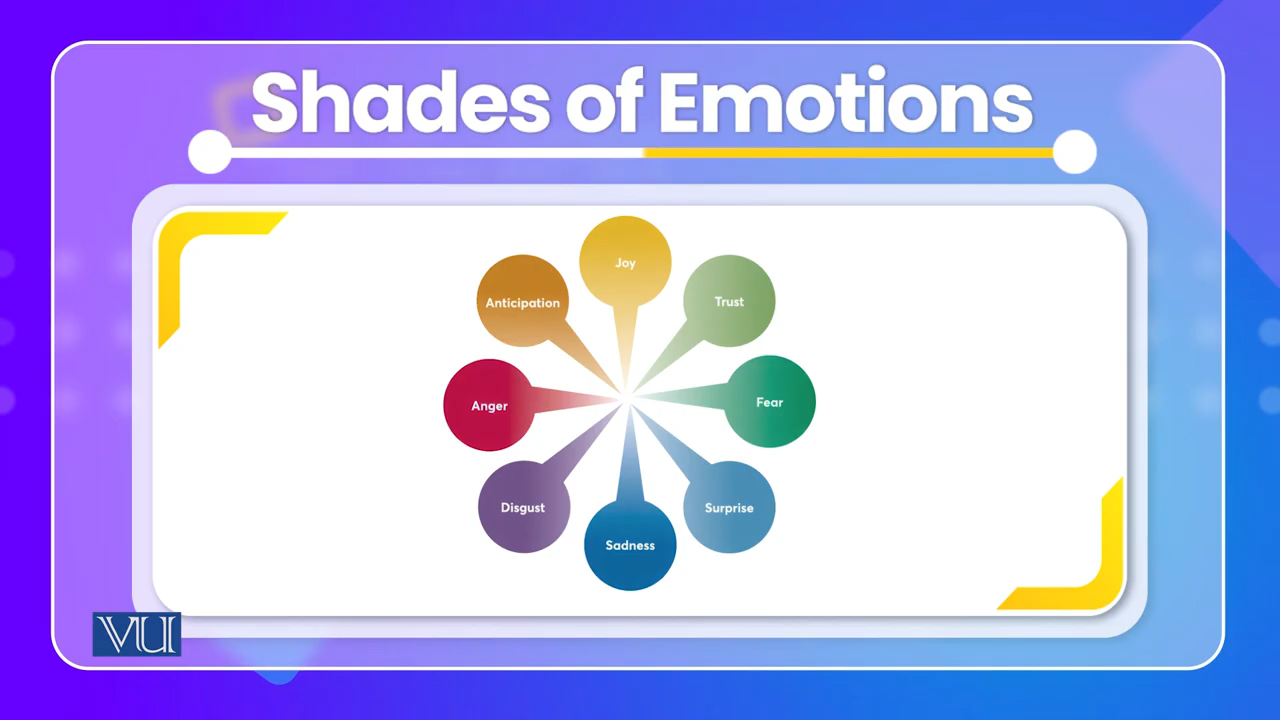 Shades of Emotions
Joy
Anticipation
Trust
Anger
Fear
Disgust
Surprise
Sadness
VU